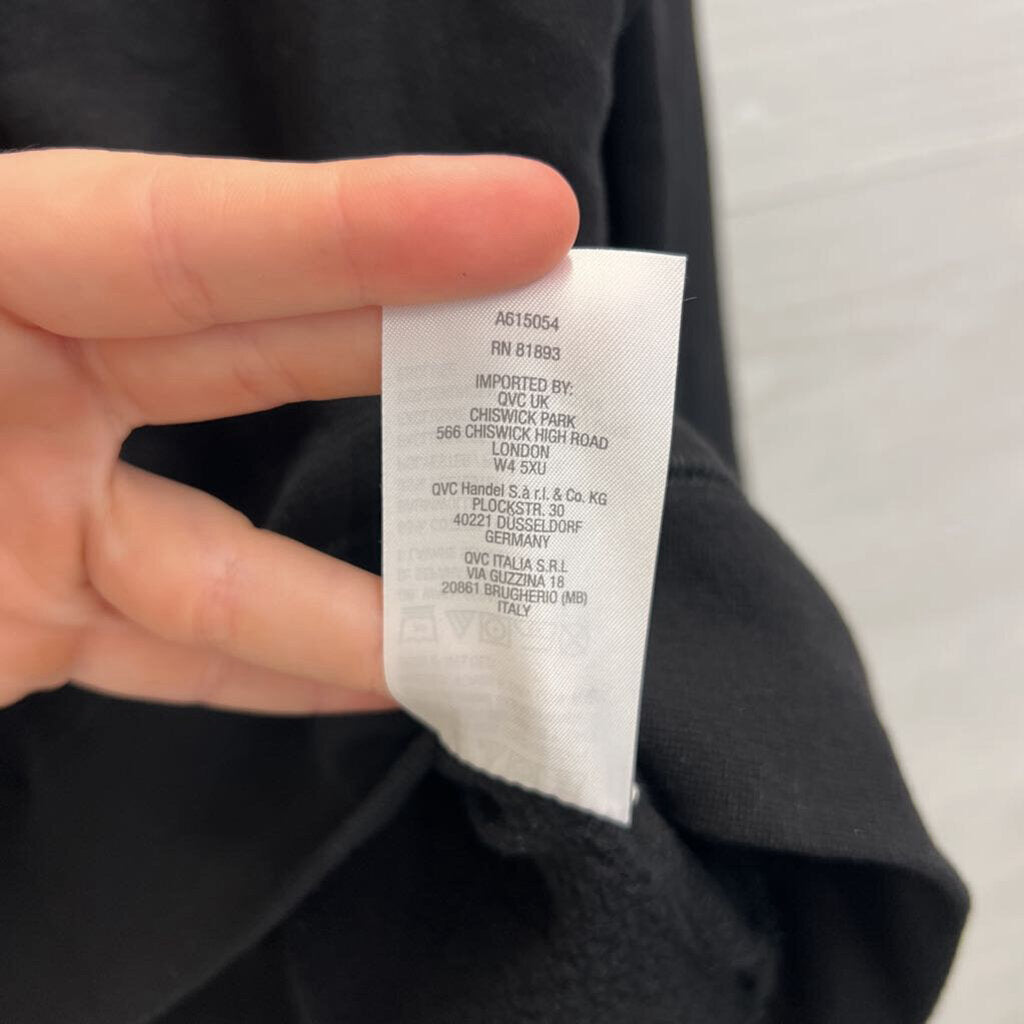 A615054
RN 81893
IMPORTED BY:
QVC UK
CHISWICK PARK
566 CHISWICK HIGH ROAD
LONDON
W4 5XU
QVC Handel S.à r.l. & Co. KG
PLOCKSTR. 30
40221 DÜSSELDORF
GERMANY
QVC ITALIA S.R.L
VIA GUZZINA 18
20861 BRUGHERIO (MB)
ITALY